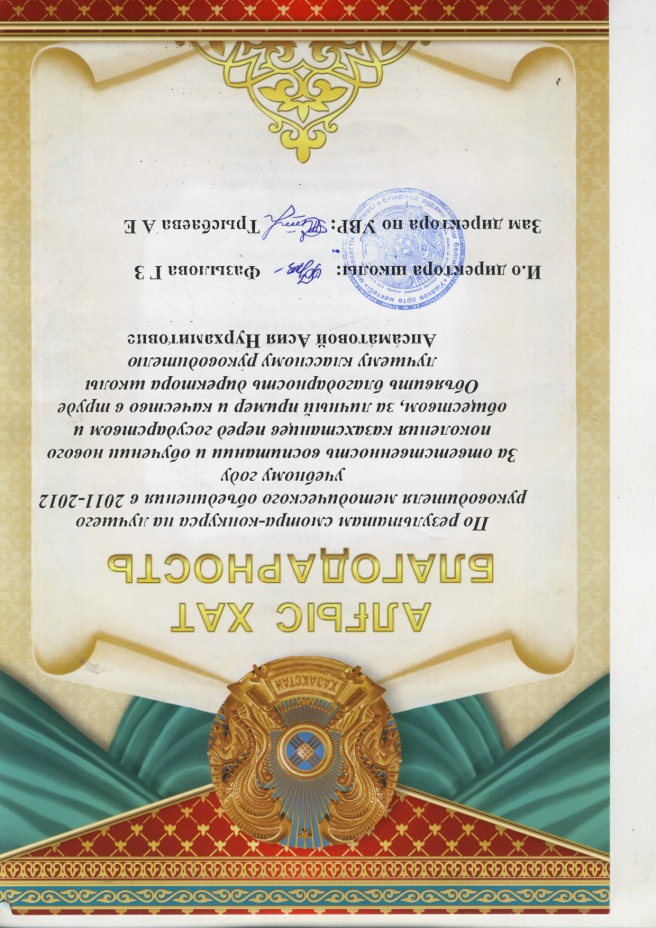 ҚАЗАҚСТАН
АЛҒЫС ХАТ
БЛАГОДАРНОСТЬ
По результатам смотра-конкурса на лучшего
руководителя методического объединения в 2011-2012
учебному году
За ответственность воспитании и обучении нового
поколения казахстанцев перед государством и
обществом, за личный пример и качество в труде
Объявить благодарность директора школы
лучшему классному руководителю
Апсаматовой Асия Нурхамитовне
И.о директора школы: Фазылова Г З
Зам директора по УВР: Трысбаева А Е